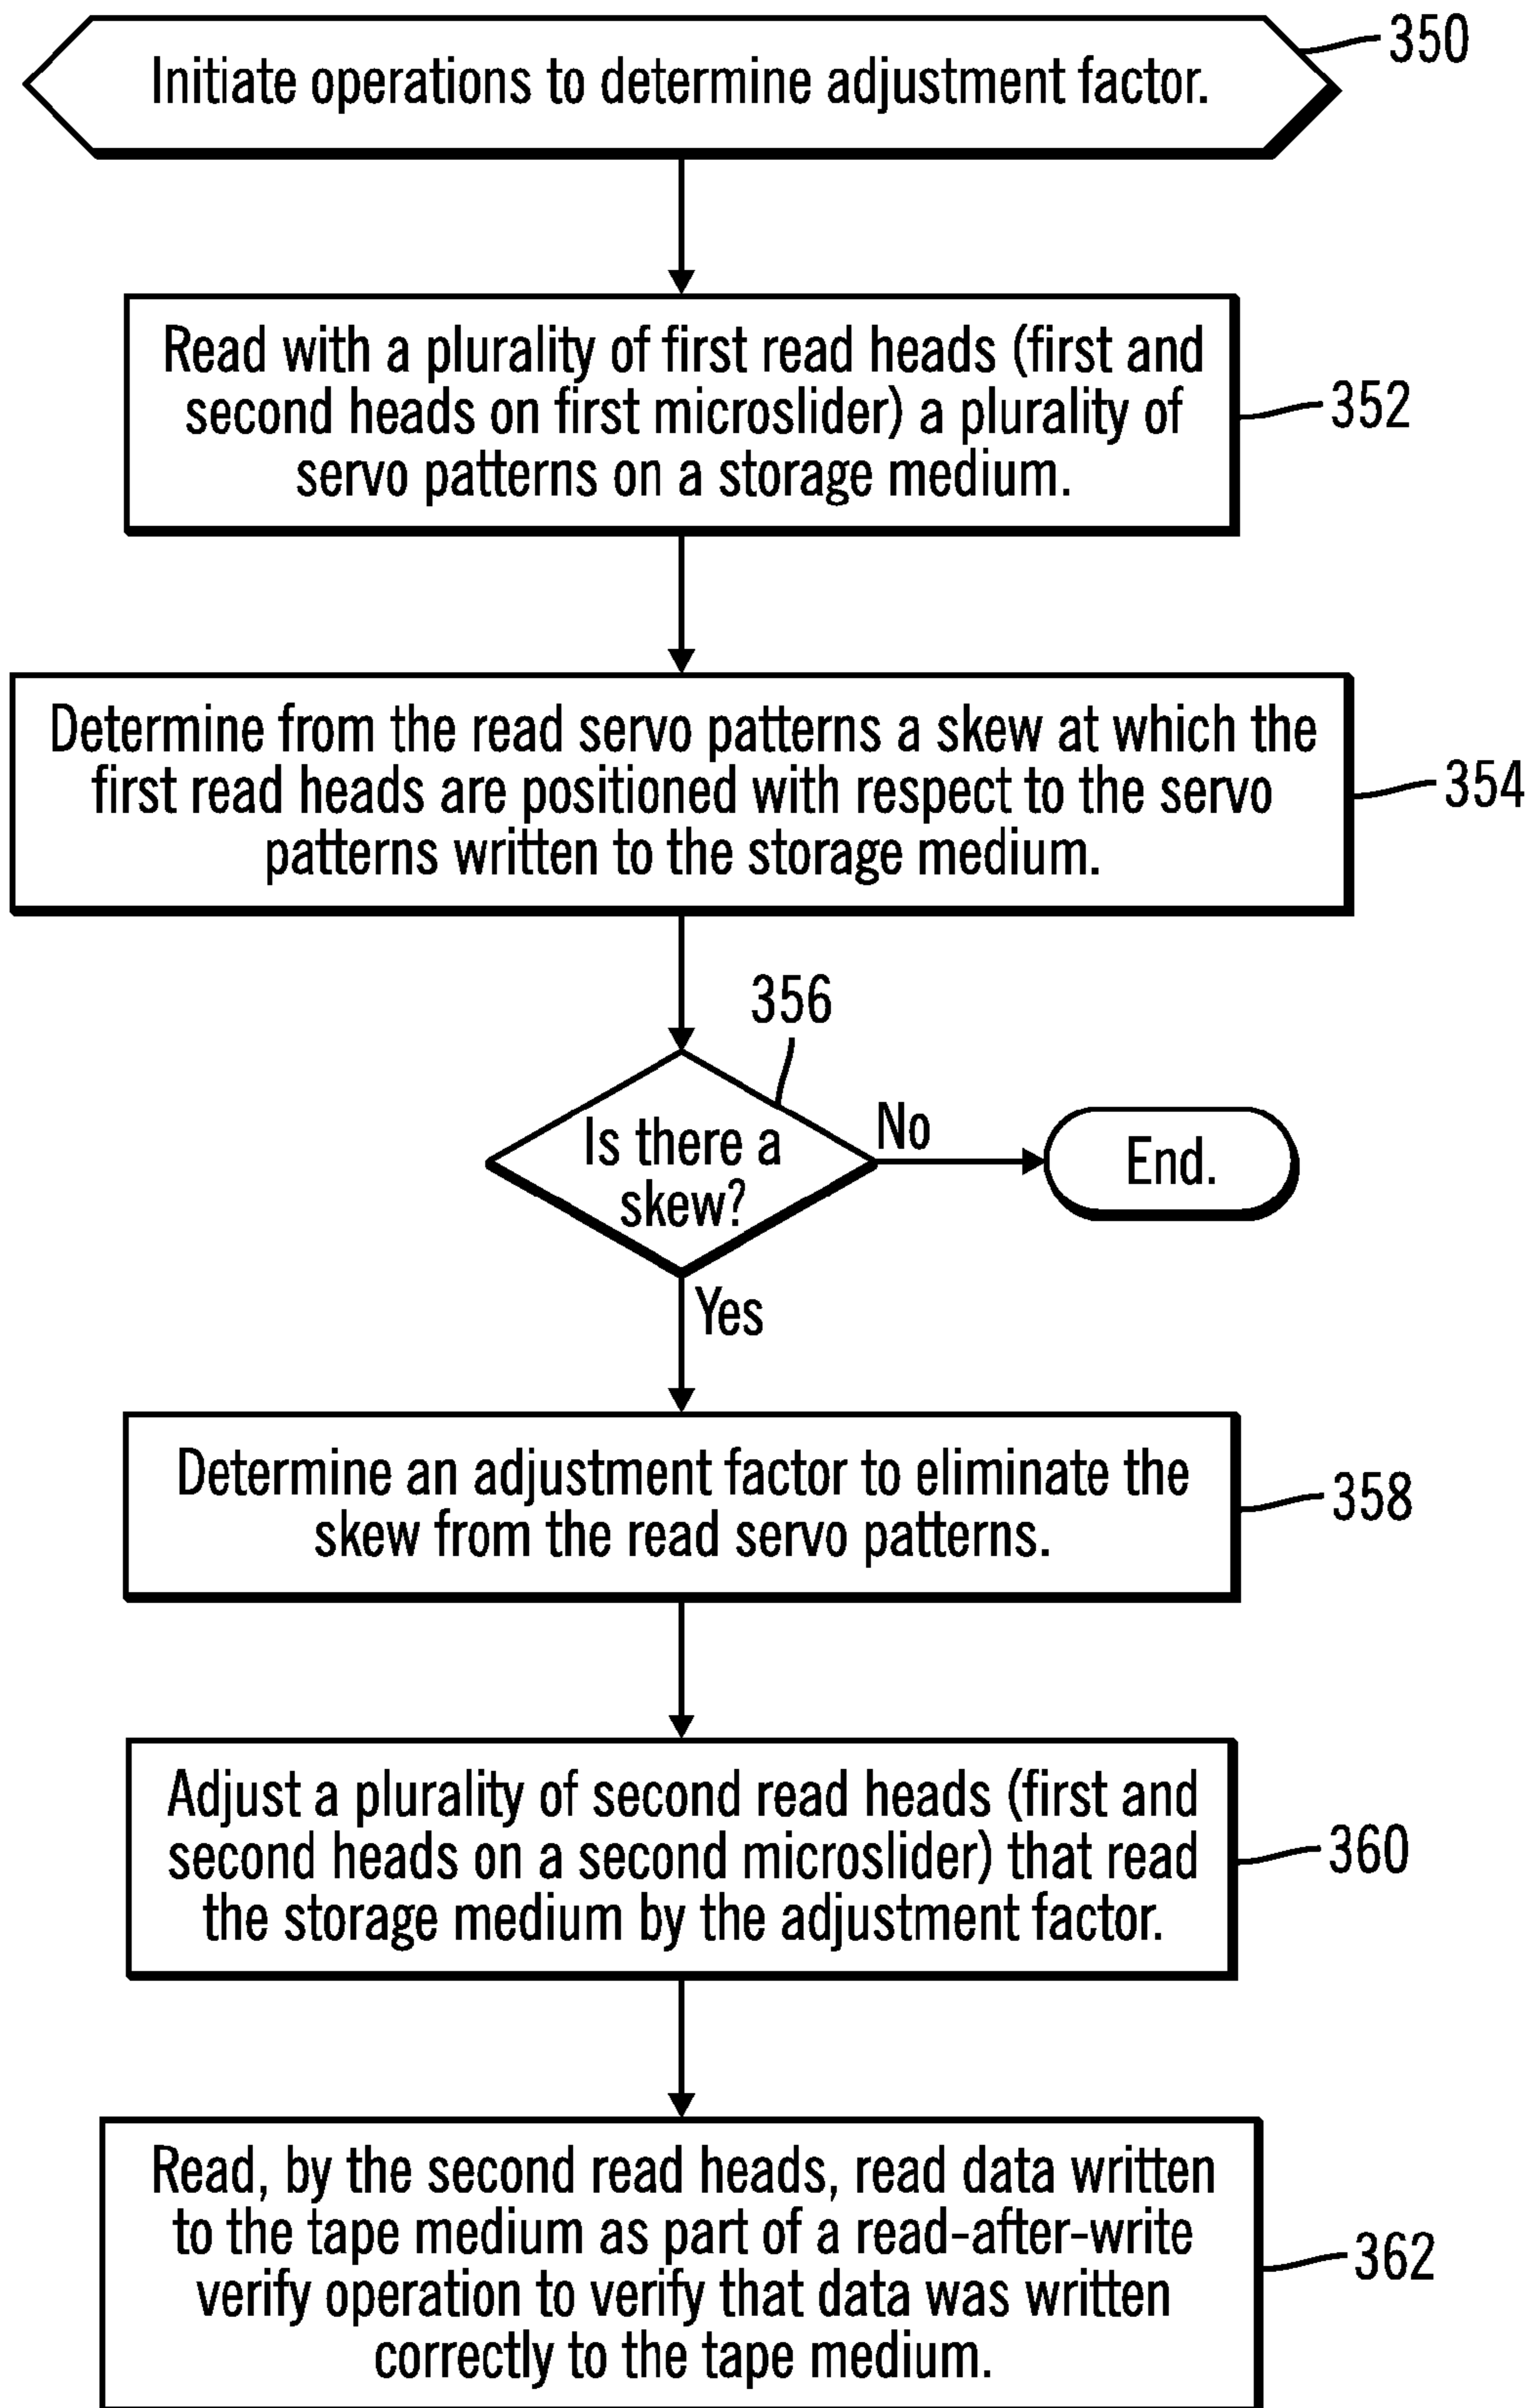 Initiate operations to determine adjustment factor.
350
Read with a plurality of first read heads (first and
second heads on first microslider) a plurality of
servo patterns on a storage medium.
352
Determine from the read servo patterns a skew at which the
first read heads are positioned with respect to the servo
patterns written to the storage medium.
354
356
Is there a
skew?
No
End.
Yes
Determine an adjustment factor to eliminate the
skew from the read servo patterns.
358
Adjust a plurality of second read heads (first and
second heads on a second microslider) that read
the storage medium by the adjustment factor.
360
Read, by the second read heads, read data written
to the tape medium as part of a read-after-write
verify operation to verify that data was written
correctly to the tape medium.
362